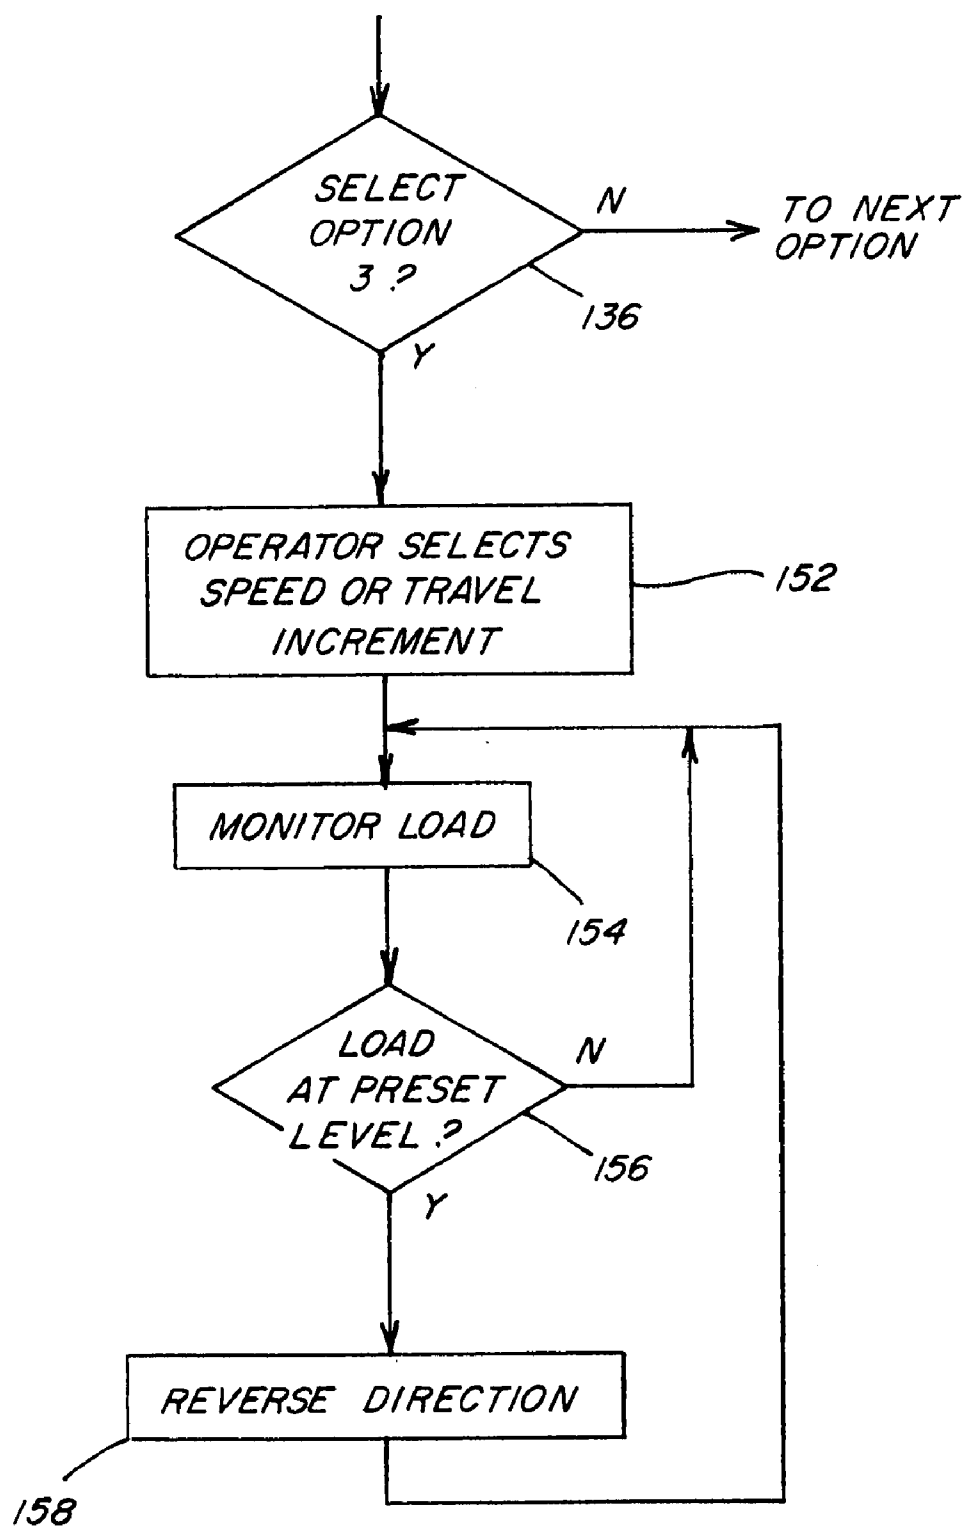 SELECT
OPTION
3 ?
N
TO NEXT
OPTION
136
Y
OPERATOR SELECTS
SPEED OR TRAVEL
INCREMENT
152
MONITOR LOAD
154
LOAD
AT PRESET
LEVEL ?
N
156
Y
REVERSE DIRECTION
158